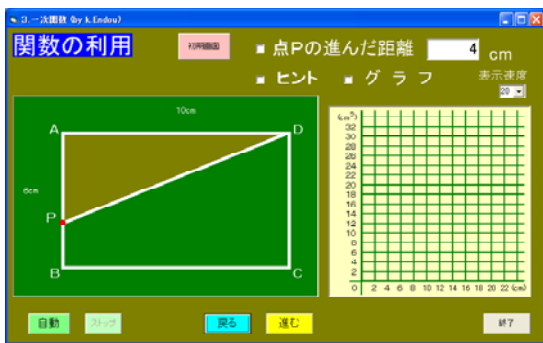 3.一次関数 (by k.Endou)
関数の利用
初期画面
点Pの進んだ距離 4 cm
ヒント グラフ 表示速度
20
10cm
A D
6cm
P
B C
(cm²)
32
30
28
26
24
22
20
18
16
14
12
10
8
6
4
2
0 2 4 6 8 10 12 14 16 18 20 22 (cm)
自動 ストップ 戻る 進む 終了